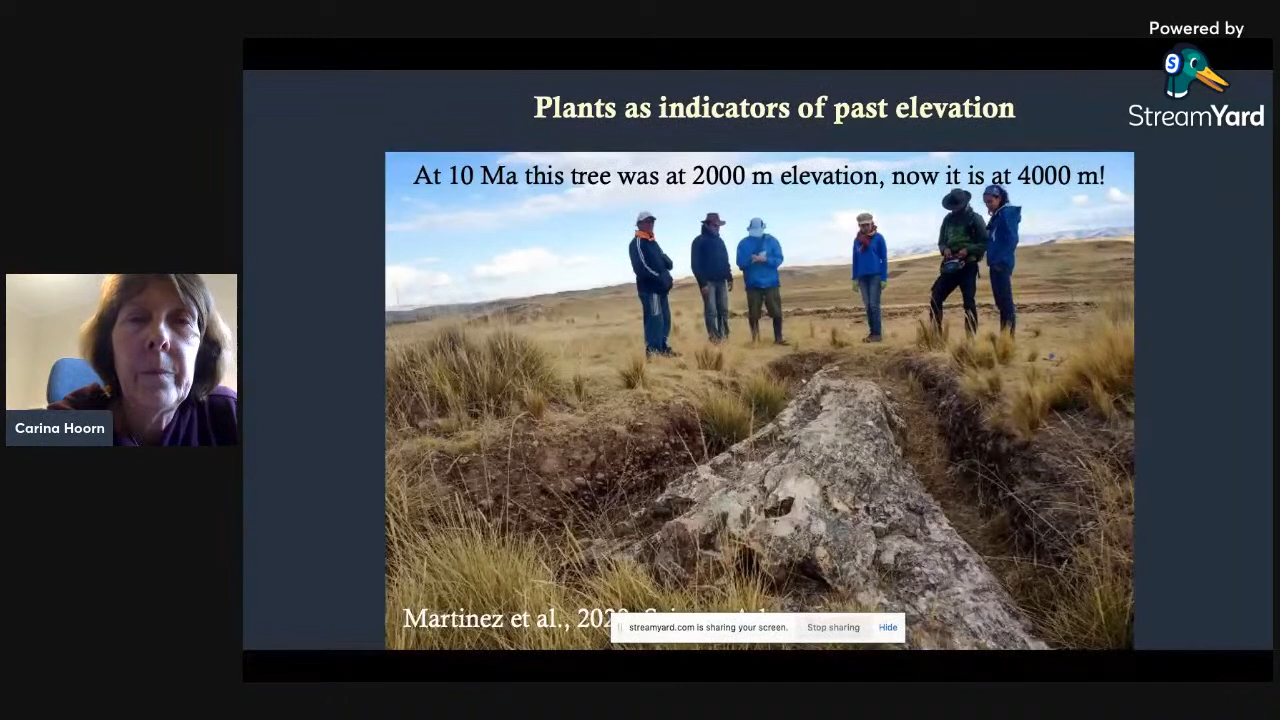 Powered by
StreamYard
Plants as indicators of past elevation
At 10 Ma this tree was at 2000 m elevation, now it is at 4000 m!
Carina Hoorn
Martinez et al.,
streamyard.com is sharing your screen.
Stop sharing
Hide